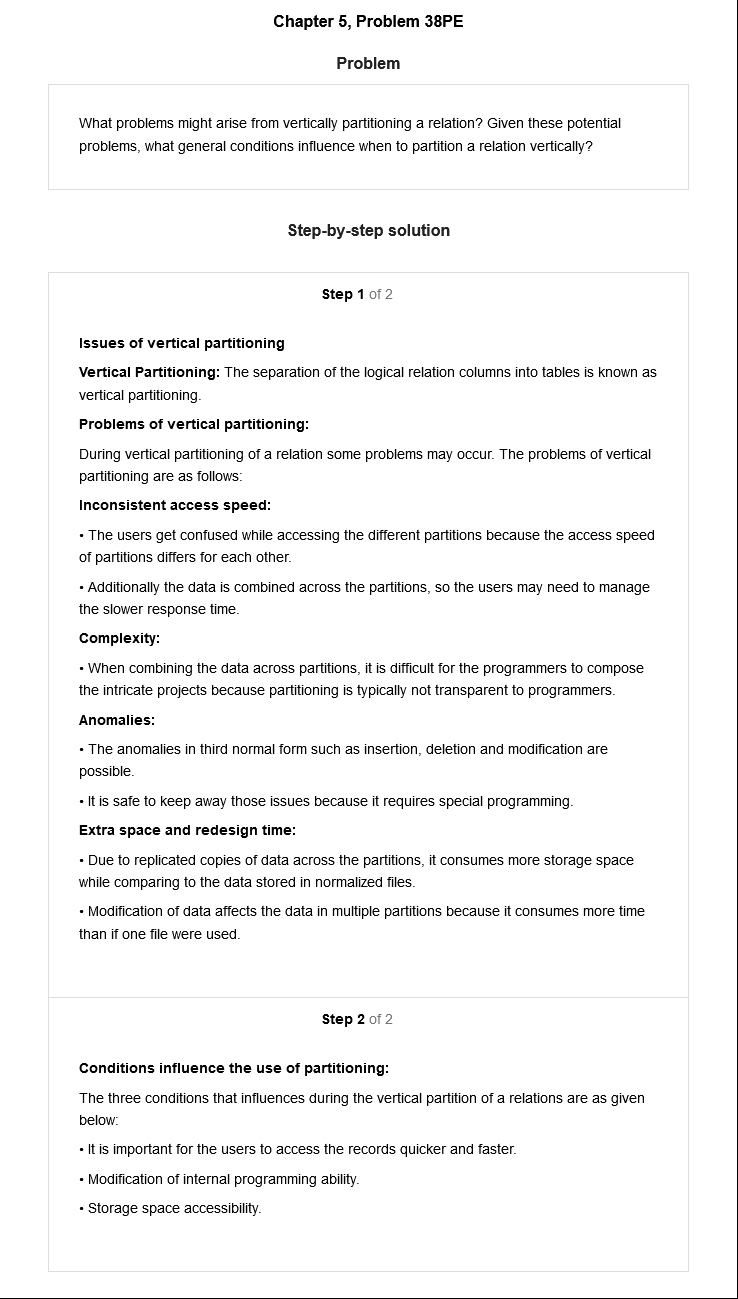 Chapter 5, Problem 38PE
Problem
What problems might arise from vertically partitioning a relation? Given these potential
problems, what general conditions influence when to partition a relation vertically?
Step-by-step solution
Step 1 of 2
Issues of vertical partitioning
Vertical Partitioning: The separation of the logical relation columns into tables is known as
vertical partitioning.
Problems of vertical partitioning:
During vertical partitioning of a relation some problems may occur. The problems of vertical
partitioning are as follows:
Inconsistent access speed:
• The users get confused while accessing the different partitions because the access speed
of partitions differs for each other.
• Additionally the data is combined across the partitions, so the users may need to manage
the slower response time.
Complexity:
• When combining the data across partitions, it is difficult for the programmers to compose
the intricate projects because partitioning is typically not transparent to programmers.
Anomalies:
• The anomalies in third normal form such as insertion, deletion and modification are
possible.
• It is safe to keep away those issues because it requires special programming.
Extra space and redesign time:
• Due to replicated copies of data across the partitions, it consumes more storage space
while comparing to the data stored in normalized files.
• Modification of data affects the data in multiple partitions because it consumes more time
than if one file were used.
Step 2 of 2
Conditions influence the use of partitioning:
The three conditions that influences during the vertical partition of a relations are as given
below:
• It is important for the users to access the records quicker and faster.
• Modification of internal programming ability.
• Storage space accessibility.